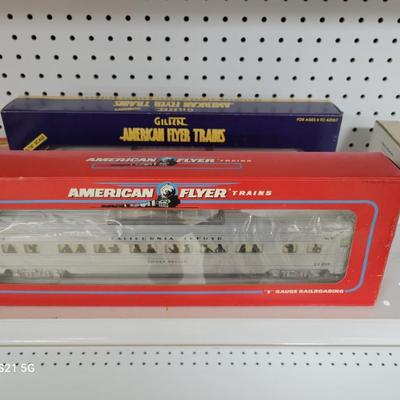 GILBERT
AMERICAN FLYER TRAINS
FOR AGES 8 TO ADULT
GILBERT
AMERICAN FLYER TRAINS
AMERICAN FLYER TRAINS
CALIFORNIA ZEPHYR
"S" GAUGE RAILROADING
S21 5G